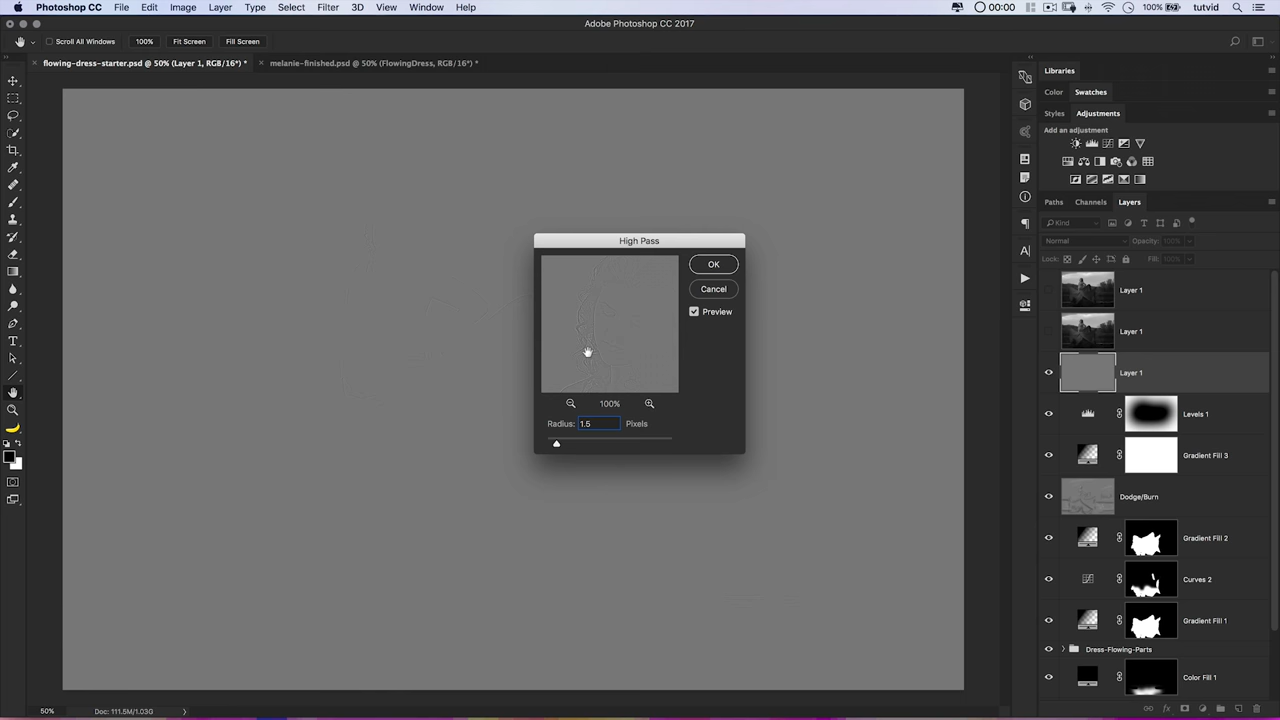 Photoshop CC File Edit Image Layer Type Select Filter 3D View Window Help 00:00 100% tutvid
Adobe Photoshop CC 2017
Scroll All Windows 100% Fit Screen Fill Screen
flowing-dress-starter.psd @ 50% (Layer 1, RGB/16*) * melanie-finished.psd @ 50% (FlowingDress, RGB/16*) *
Libraries
Color Swatches
Styles Adjustments
Add an adjustment
Paths Channels Layers
Kind
Normal Opacity: 100%
Lock: Fill: 100%
Layer 1
Layer 1
Layer 1
Levels 1
Gradient Fill 3
Dodge/Burn
Gradient Fill 2
Curves 2
Gradient Fill 1
Dress-Flowing-Parts
Color Fill 1
High Pass
OK
Cancel
Preview
100%
Radius: 1.5 Pixels
50% Doc: 111.5M/1.03G